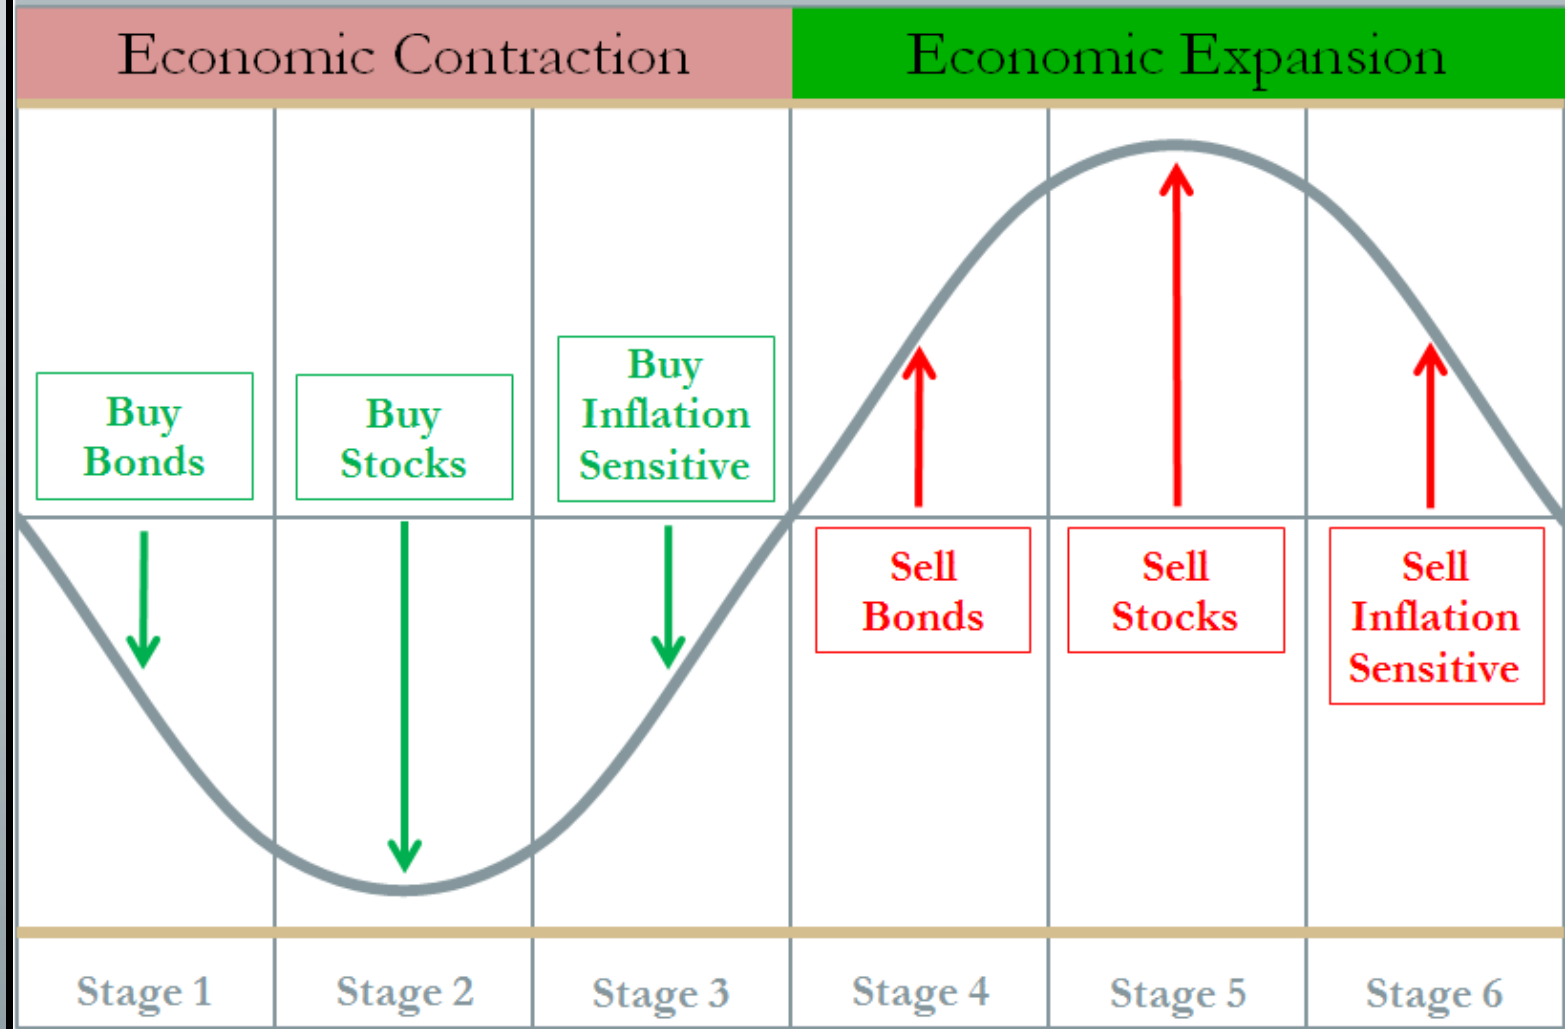 Economic Contraction
Economic Expansion
Buy
Bonds
Buy
Stocks
Buy
Inflation
Sensitive
Sell
Bonds
Sell
Stocks
Sell
Inflation
Sensitive
Stage 1
Stage 2
Stage 3
Stage 4
Stage 5
Stage 6